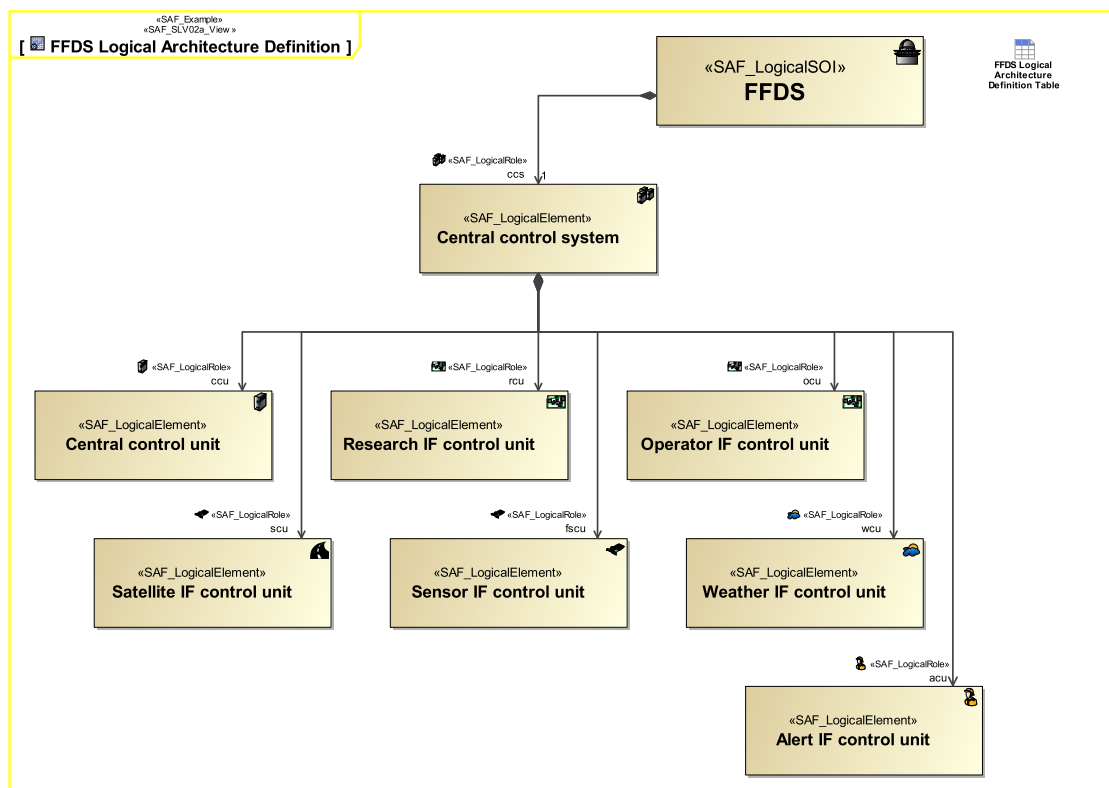 «SAF_Example»
«SAF_SLV02a_View »
[ FFDS Logical Architecture Definition ]
«SAF_LogicalSOI»
FFDS
FFDS Logical
Architecture
Definition Table
«SAF_LogicalRole»
ccs
1
«SAF_LogicalElement»
Central control system
«SAF_LogicalRole»
ccu
«SAF_LogicalRole»
rcu
«SAF_LogicalRole»
ocu
«SAF_LogicalElement»
Central control unit
«SAF_LogicalElement»
Research IF control unit
«SAF_LogicalElement»
Operator IF control unit
«SAF_LogicalRole»
scu
«SAF_LogicalRole»
fscu
«SAF_LogicalRole»
wcu
«SAF_LogicalElement»
Satellite IF control unit
«SAF_LogicalElement»
Sensor IF control unit
«SAF_LogicalElement»
Weather IF control unit
«SAF_LogicalRole»
acu
«SAF_LogicalElement»
Alert IF control unit